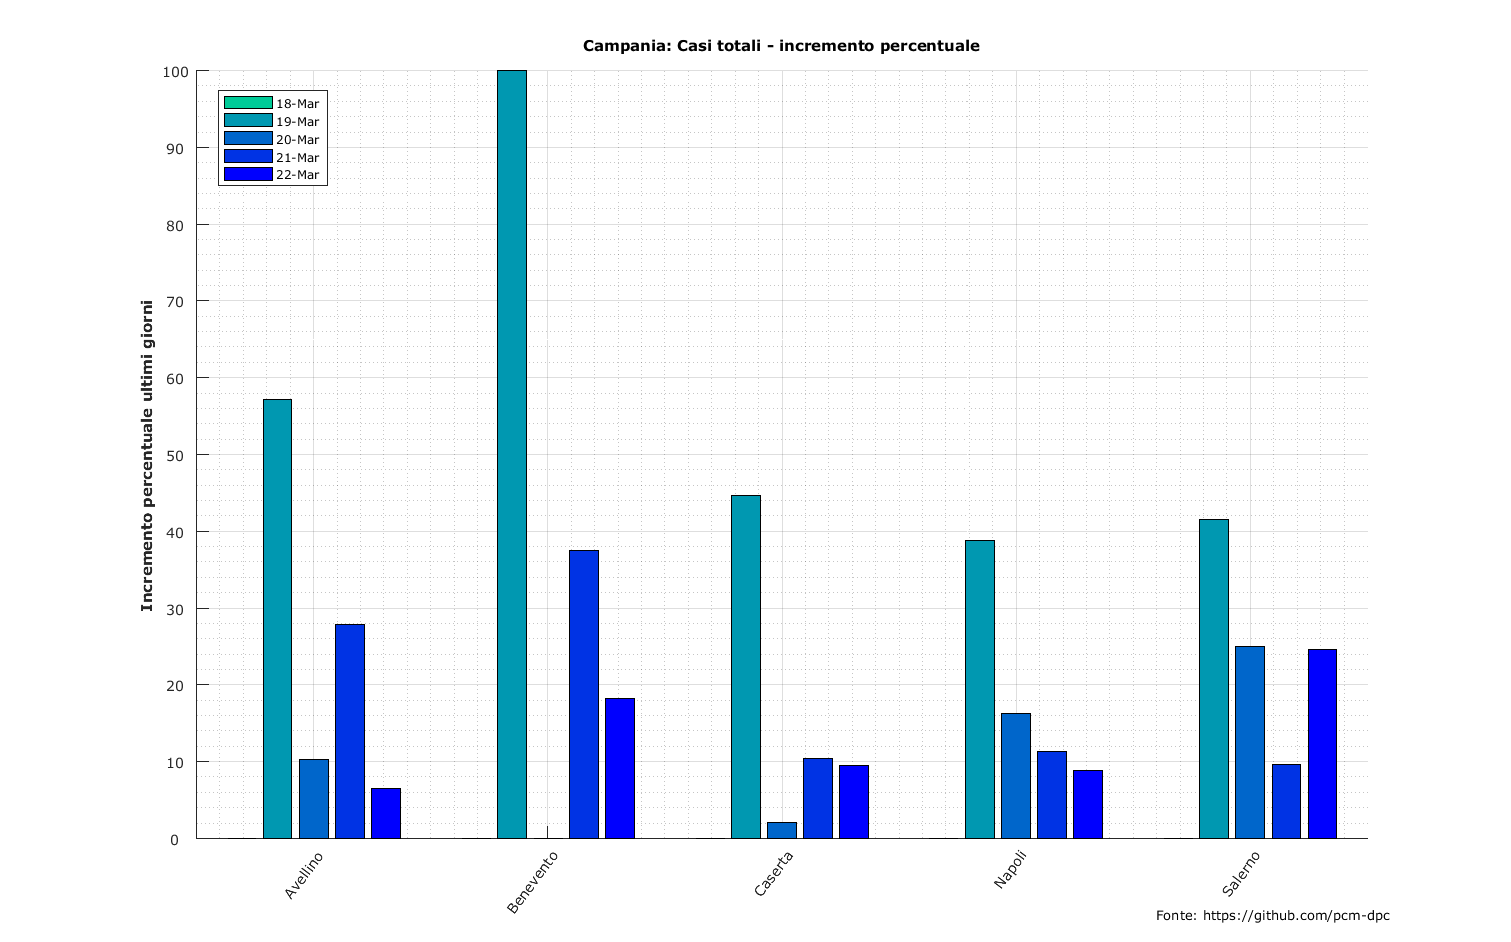 Campania: Casi totali - incremento percentuale
18-Mar
19-Mar
20-Mar
21-Mar
22-Mar
Incremento percentuale ultimi giorni
100
90
80
70
60
50
40
30
20
10
0
Avellino
Benevento
Caserta
Napoli
Salerno
Fonte: https://github.com/pcm-dpc